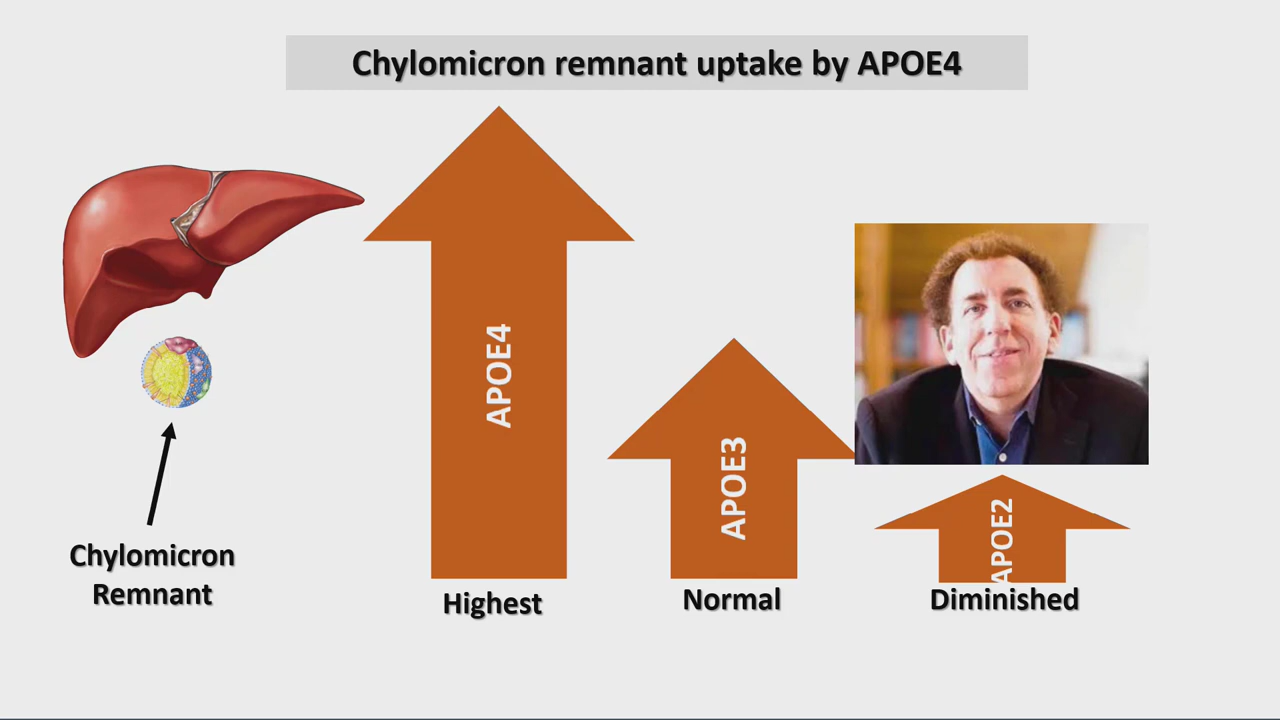 Chylomicron remnant uptake by APOE4
APOE4
APOE3
APOE2
Chylomicron
Remnant
Highest
Normal
Diminished